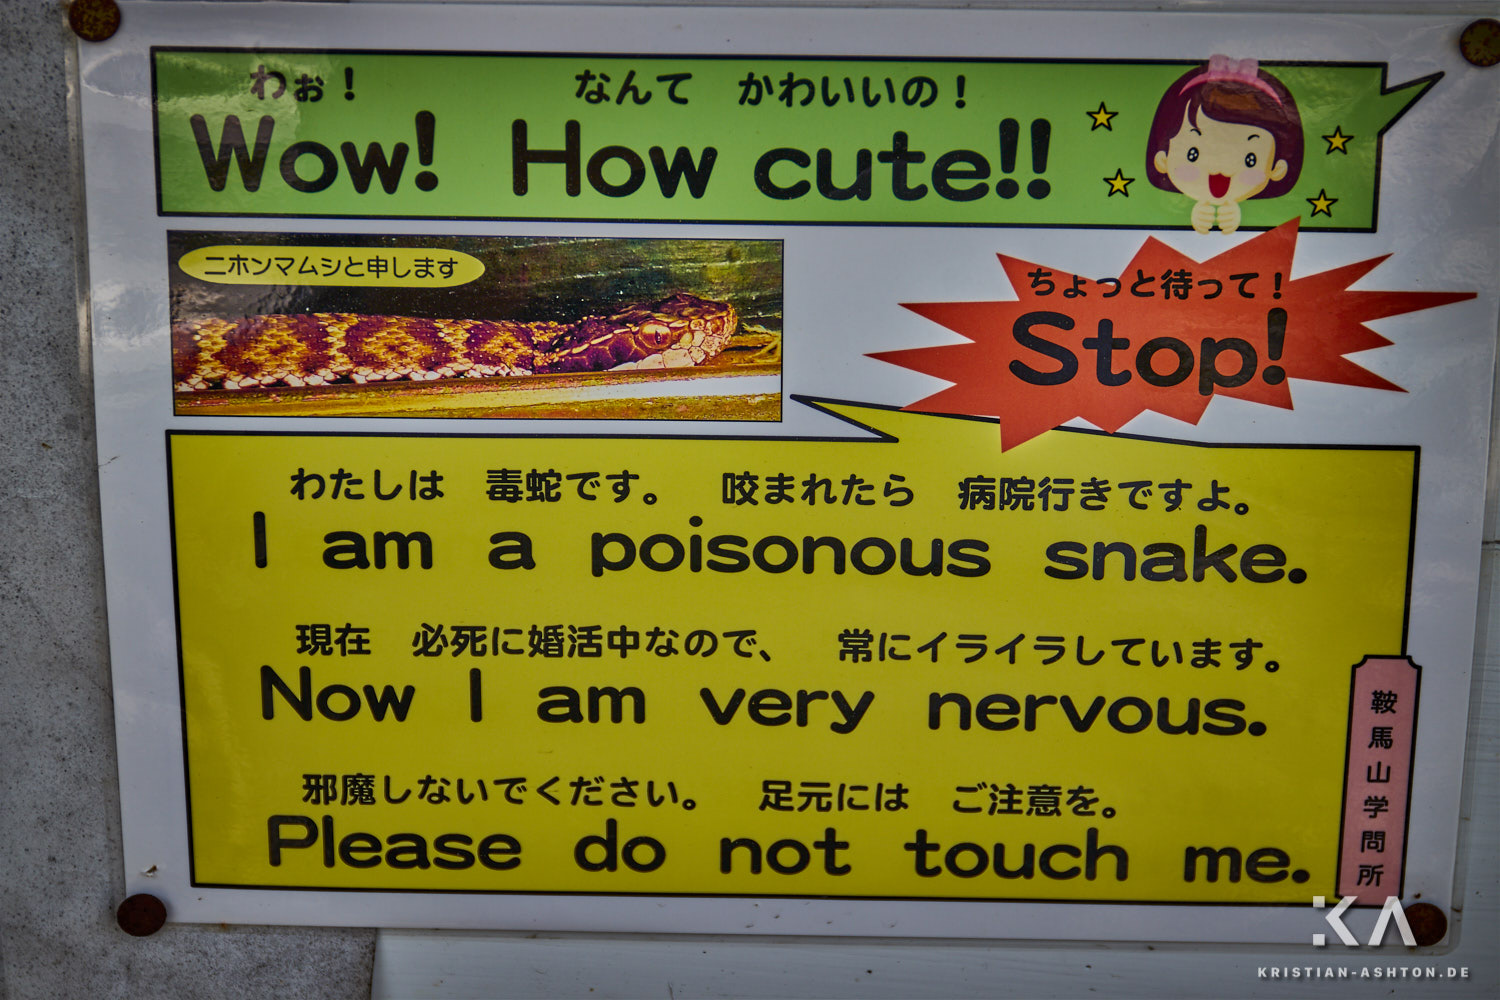 わぉ！　なんて　かわいいの！
Wow! How cute!!
ニホンマムシと申します
ちょっと待って！
Stop!
わたしは　毒蛇です。　咬まれたら　病院行きですよ。
I am a poisonous snake.
現在　必死に婚活中なので、　常にイライラしています。
Now I am very nervous.
邪魔しないでください。　足元には　ご注意を。
Please do not touch me.
鞍馬山学問所
KA
KRISTIAN-ASHTON.DE